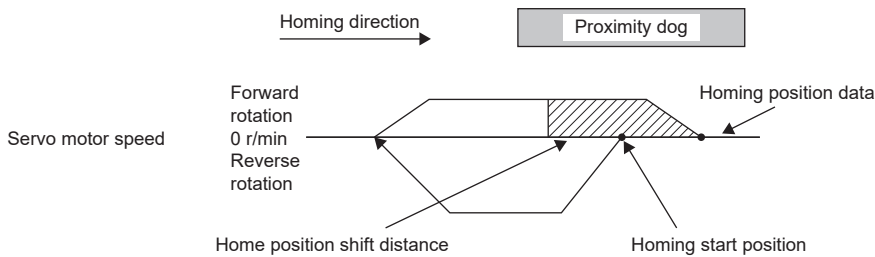 Homing direction
Proximity dog
Forward
rotation
Homing position data
Servo motor speed
0 r/min
Reverse
rotation
Home position shift distance
Homing start position